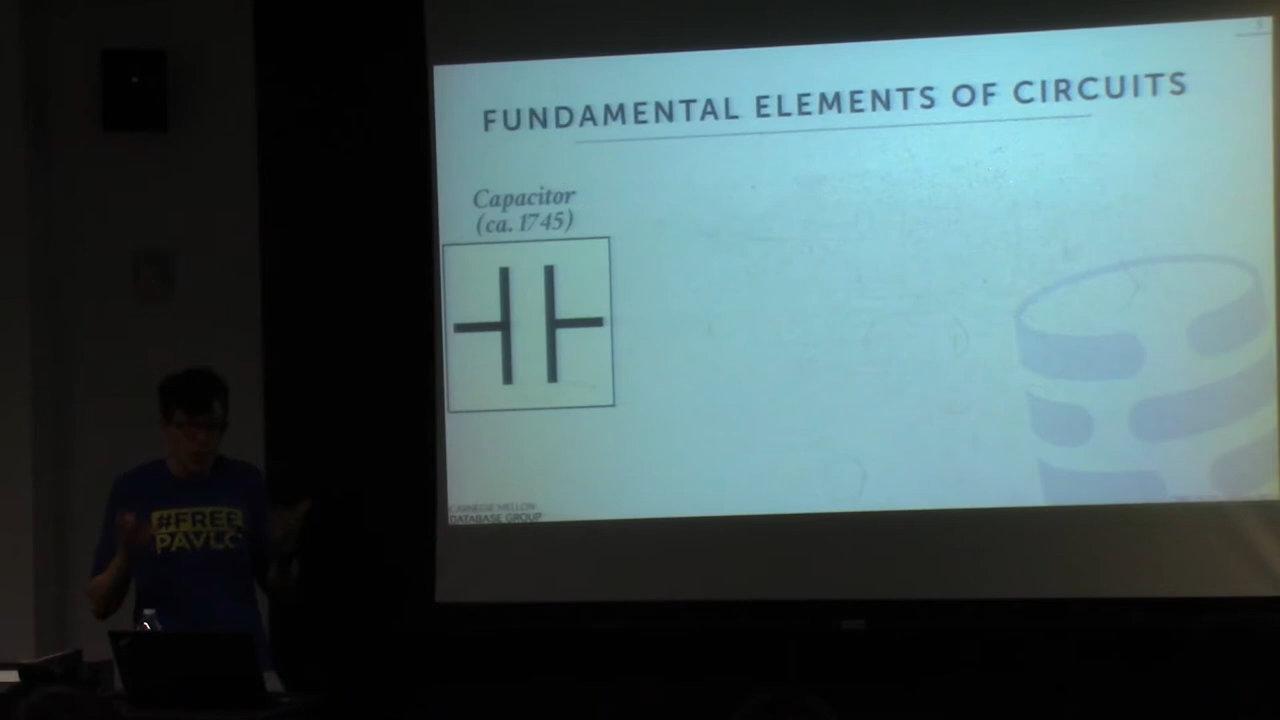 FUNDAMENTAL ELEMENTS OF CIRCUITS
Capacitor
(ca. 1745)
CARNEGIE MELLON
DATABASE GROUP
#FREE
PAVLO